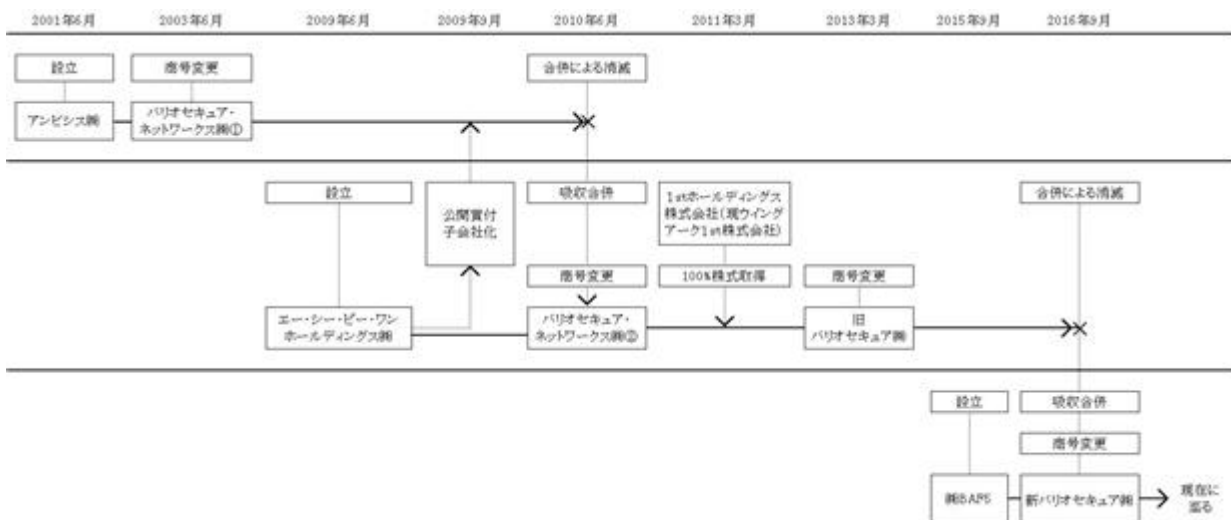 2001年6月
2003年6月
2009年6月
2009年9月
2010年6月
2011年3月
2013年3月
2015年9月
2016年9月
設立
商号変更
合併による消滅
アンビシス㈱
バリオセキュア・
ネットワークス㈱①
設立
公開買付
子会社化
吸収合併
1stホールディングス
株式会社(現ウイング
アーク1st株式会社)
合併による消滅
商号変更
100%株式取得
商号変更
エー・シー・ピー・ワン
ホールディングス㈱
バリオセキュア・
ネットワークス㈱②
旧
バリオセキュア㈱
設立
吸収合併
商号変更
㈱BAF5
新バリオセキュア㈱
現在に
至る